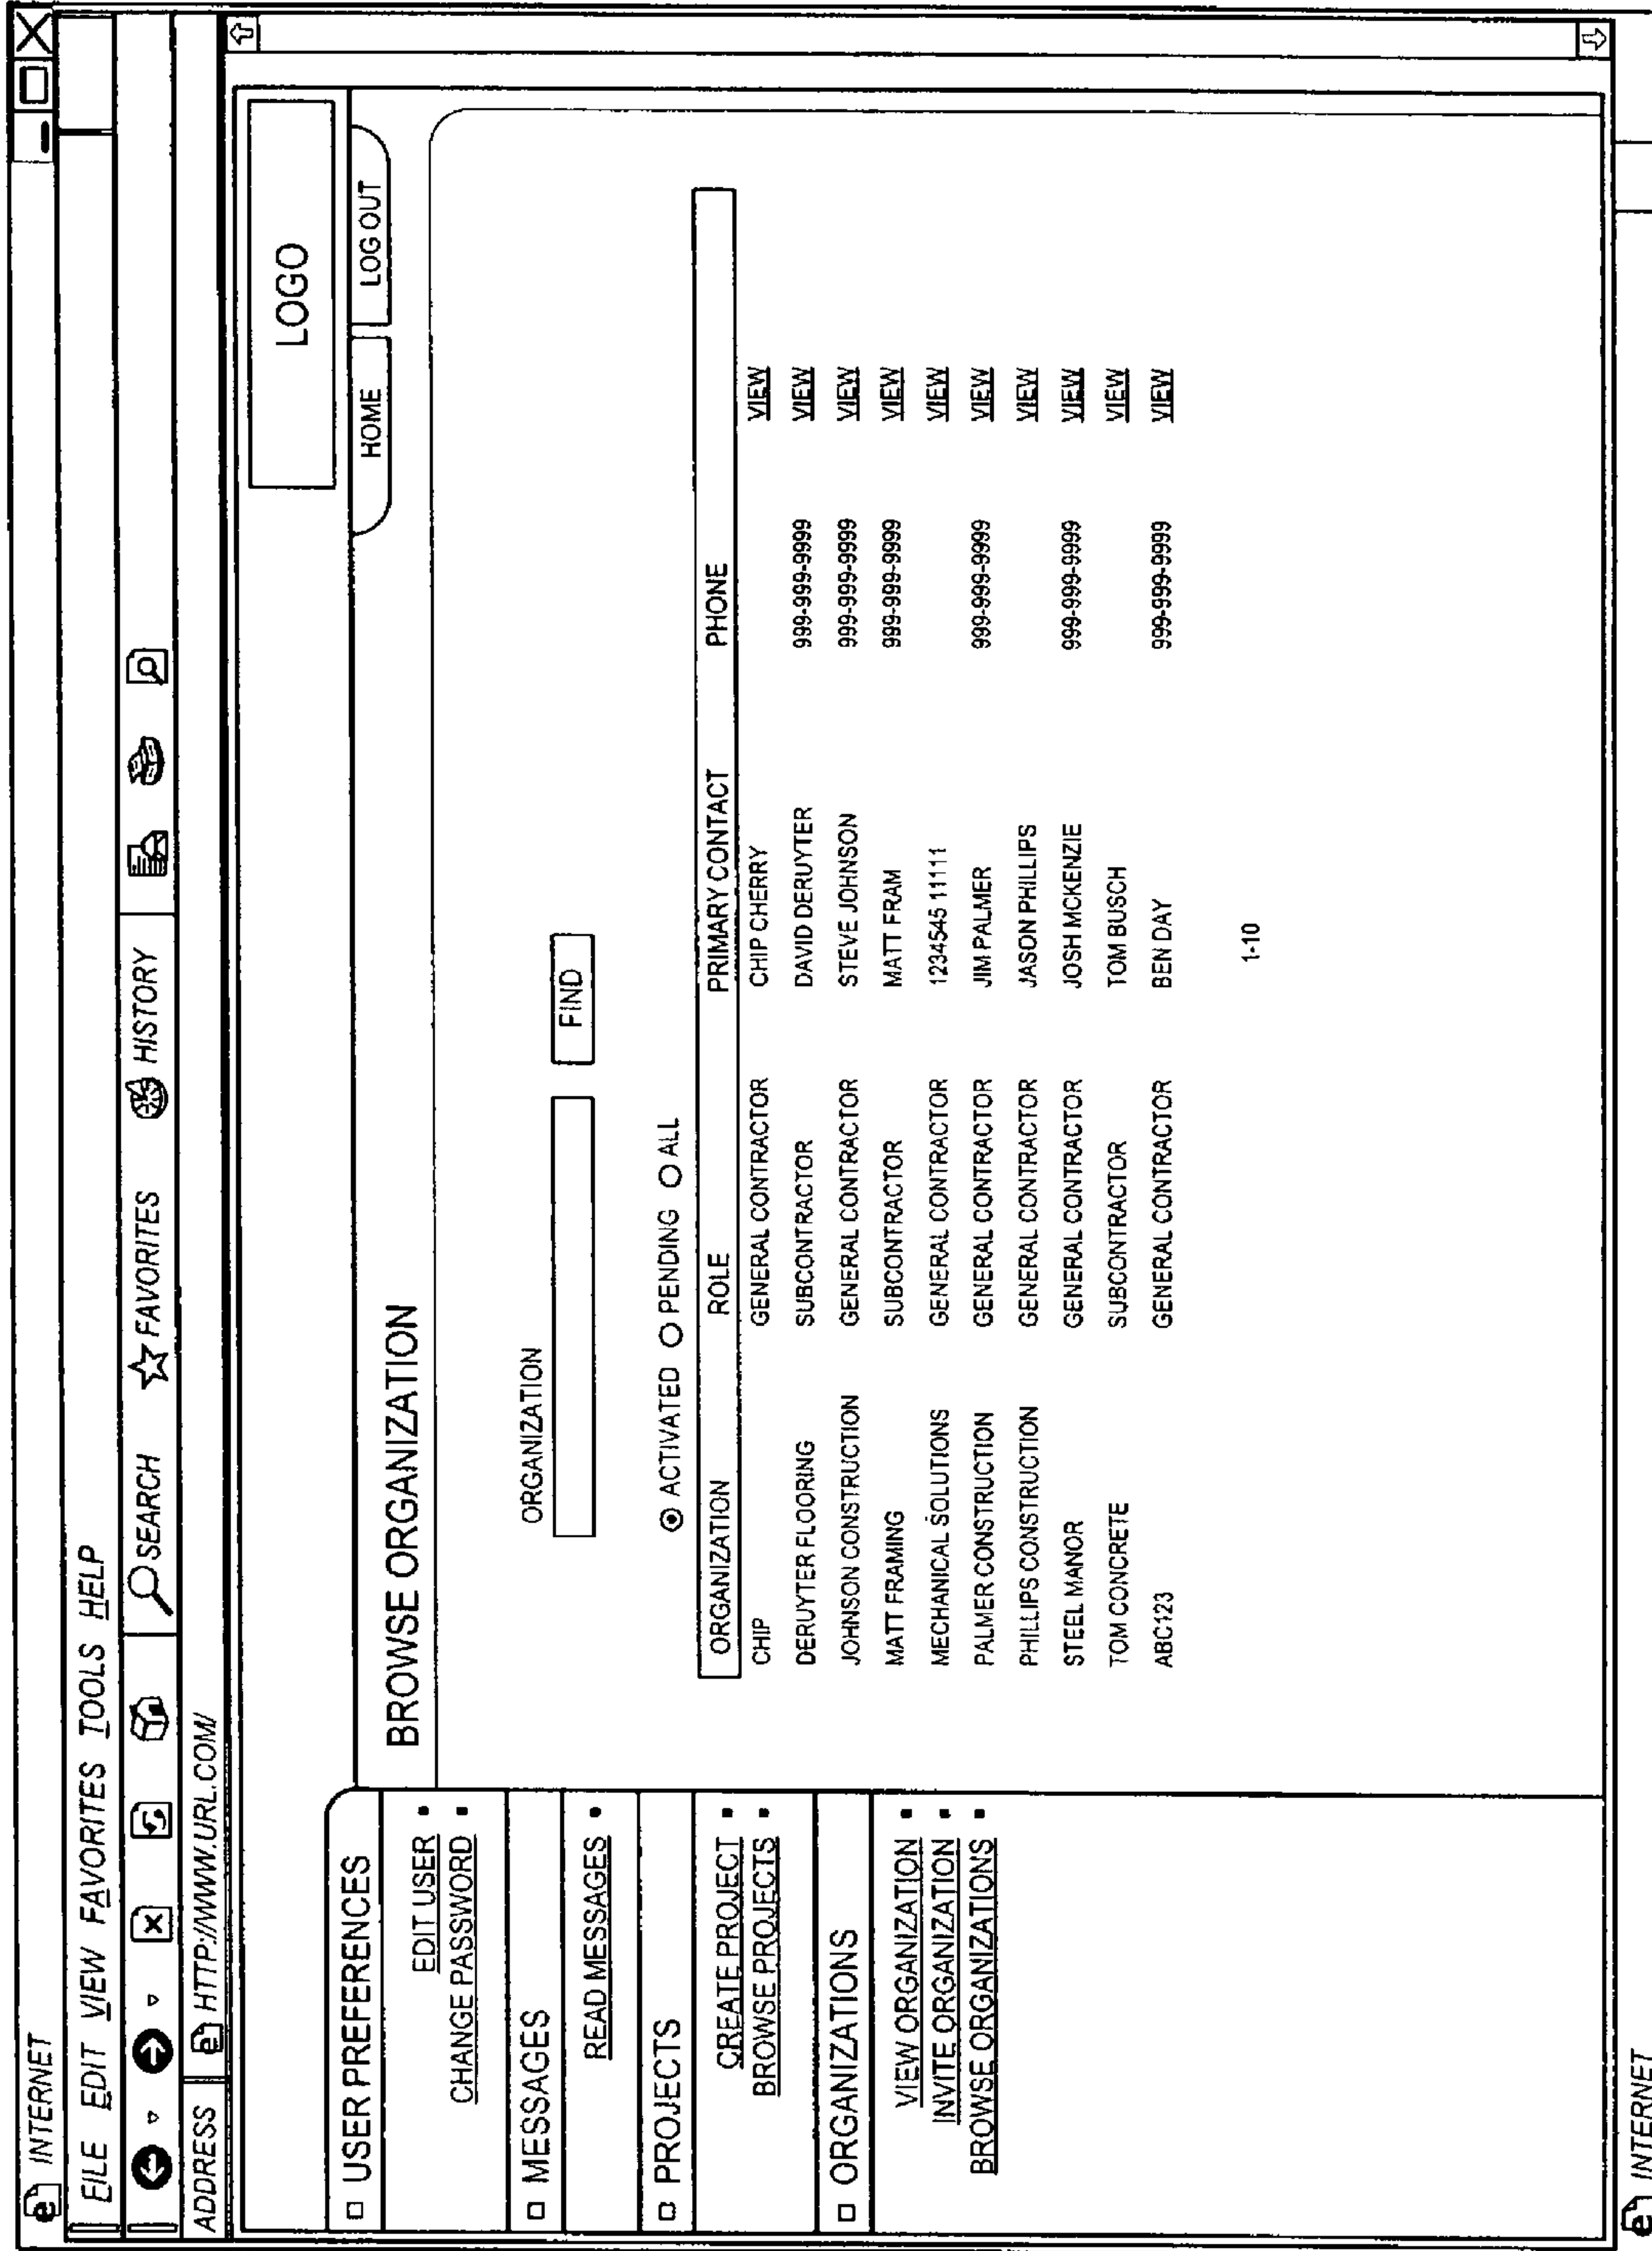 INTERNET
FILE EDIT VIEW FAVORITES TOOLS HELP
SEARCH FAVORITES HISTORY
ADDRESS HTTP://WWW.URL.COM/
LOGO
HOME LOG OUT
USER PREFERENCES
EDIT USER
CHANGE PASSWORD
MESSAGES
READ MESSAGES
PROJECTS
CREATE PROJECT
BROWSE PROJECTS
ORGANIZATIONS
VIEW ORGANIZATION
INVITE ORGANIZATION
BROWSE ORGANIZATIONS
BROWSE ORGANIZATION
ORGANIZATION
FIND
ACTIVATED PENDING ALL
ORGANIZATION ROLE PRIMARY CONTACT PHONE
CHIP GENERAL CONTRACTOR CHIP CHERRY VIEW
DERUYTER FLOORING SUBCONTRACTOR DAVID DERUYTER 999-999-9999 VIEW
JOHNSON CONSTRUCTION GENERAL CONTRACTOR STEVE JOHNSON 999-999-9999 VIEW
MATT FRAMING SUBCONTRACTOR MATT FRAM 999-999-9999 VIEW
MECHANICAL SOLUTIONS GENERAL CONTRACTOR 1234545 11111 VIEW
PALMER CONSTRUCTION GENERAL CONTRACTOR JIM PALMER 999-999-9999 VIEW
PHILLIPS CONSTRUCTION GENERAL CONTRACTOR JASON PHILLIPS VIEW
STEEL MANOR GENERAL CONTRACTOR JOSH MCKENZIE 999-999-9999 VIEW
TOM CONCRETE SUBCONTRACTOR TOM BUSCH VIEW
ABC123 GENERAL CONTRACTOR BEN DAY 999-999-9999 VIEW
1-10
INTERNET